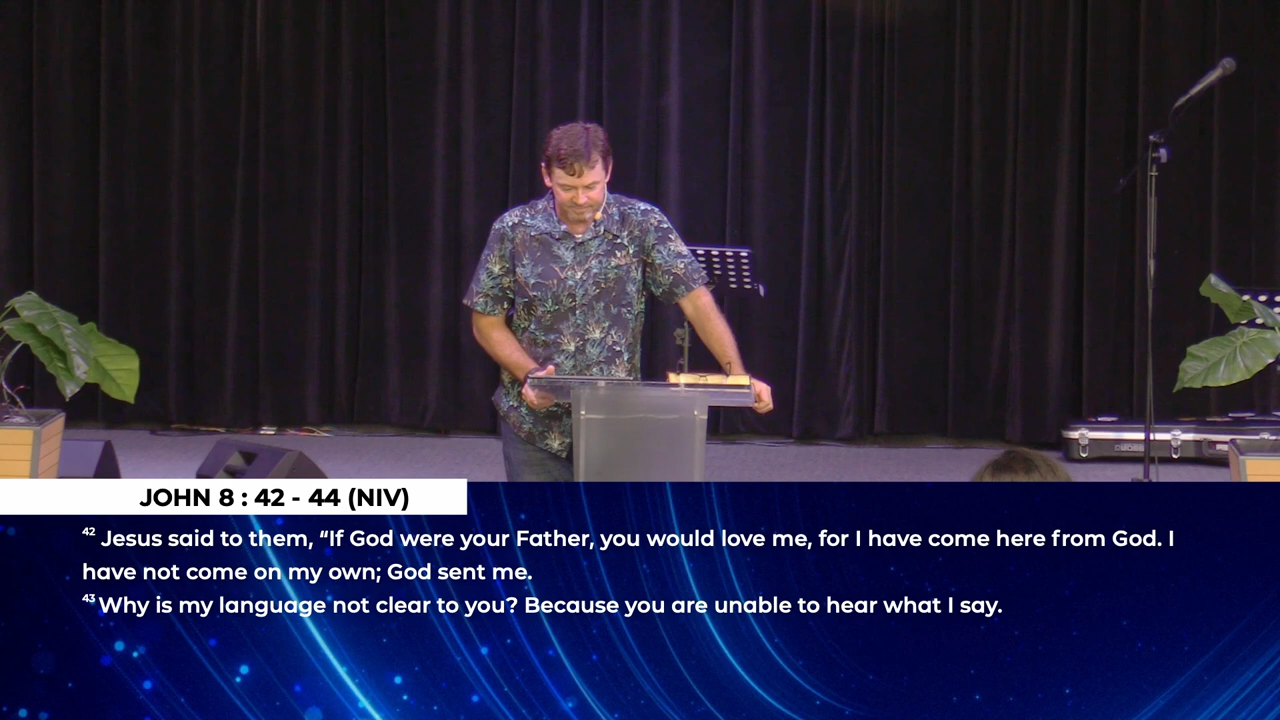 JOHN 8 : 42 - 44 (NIV)
42 Jesus said to them, “If God were your Father, you would love me, for I have come here from God. I
have not come on my own; God sent me.
43 Why is my language not clear to you? Because you are unable to hear what I say.